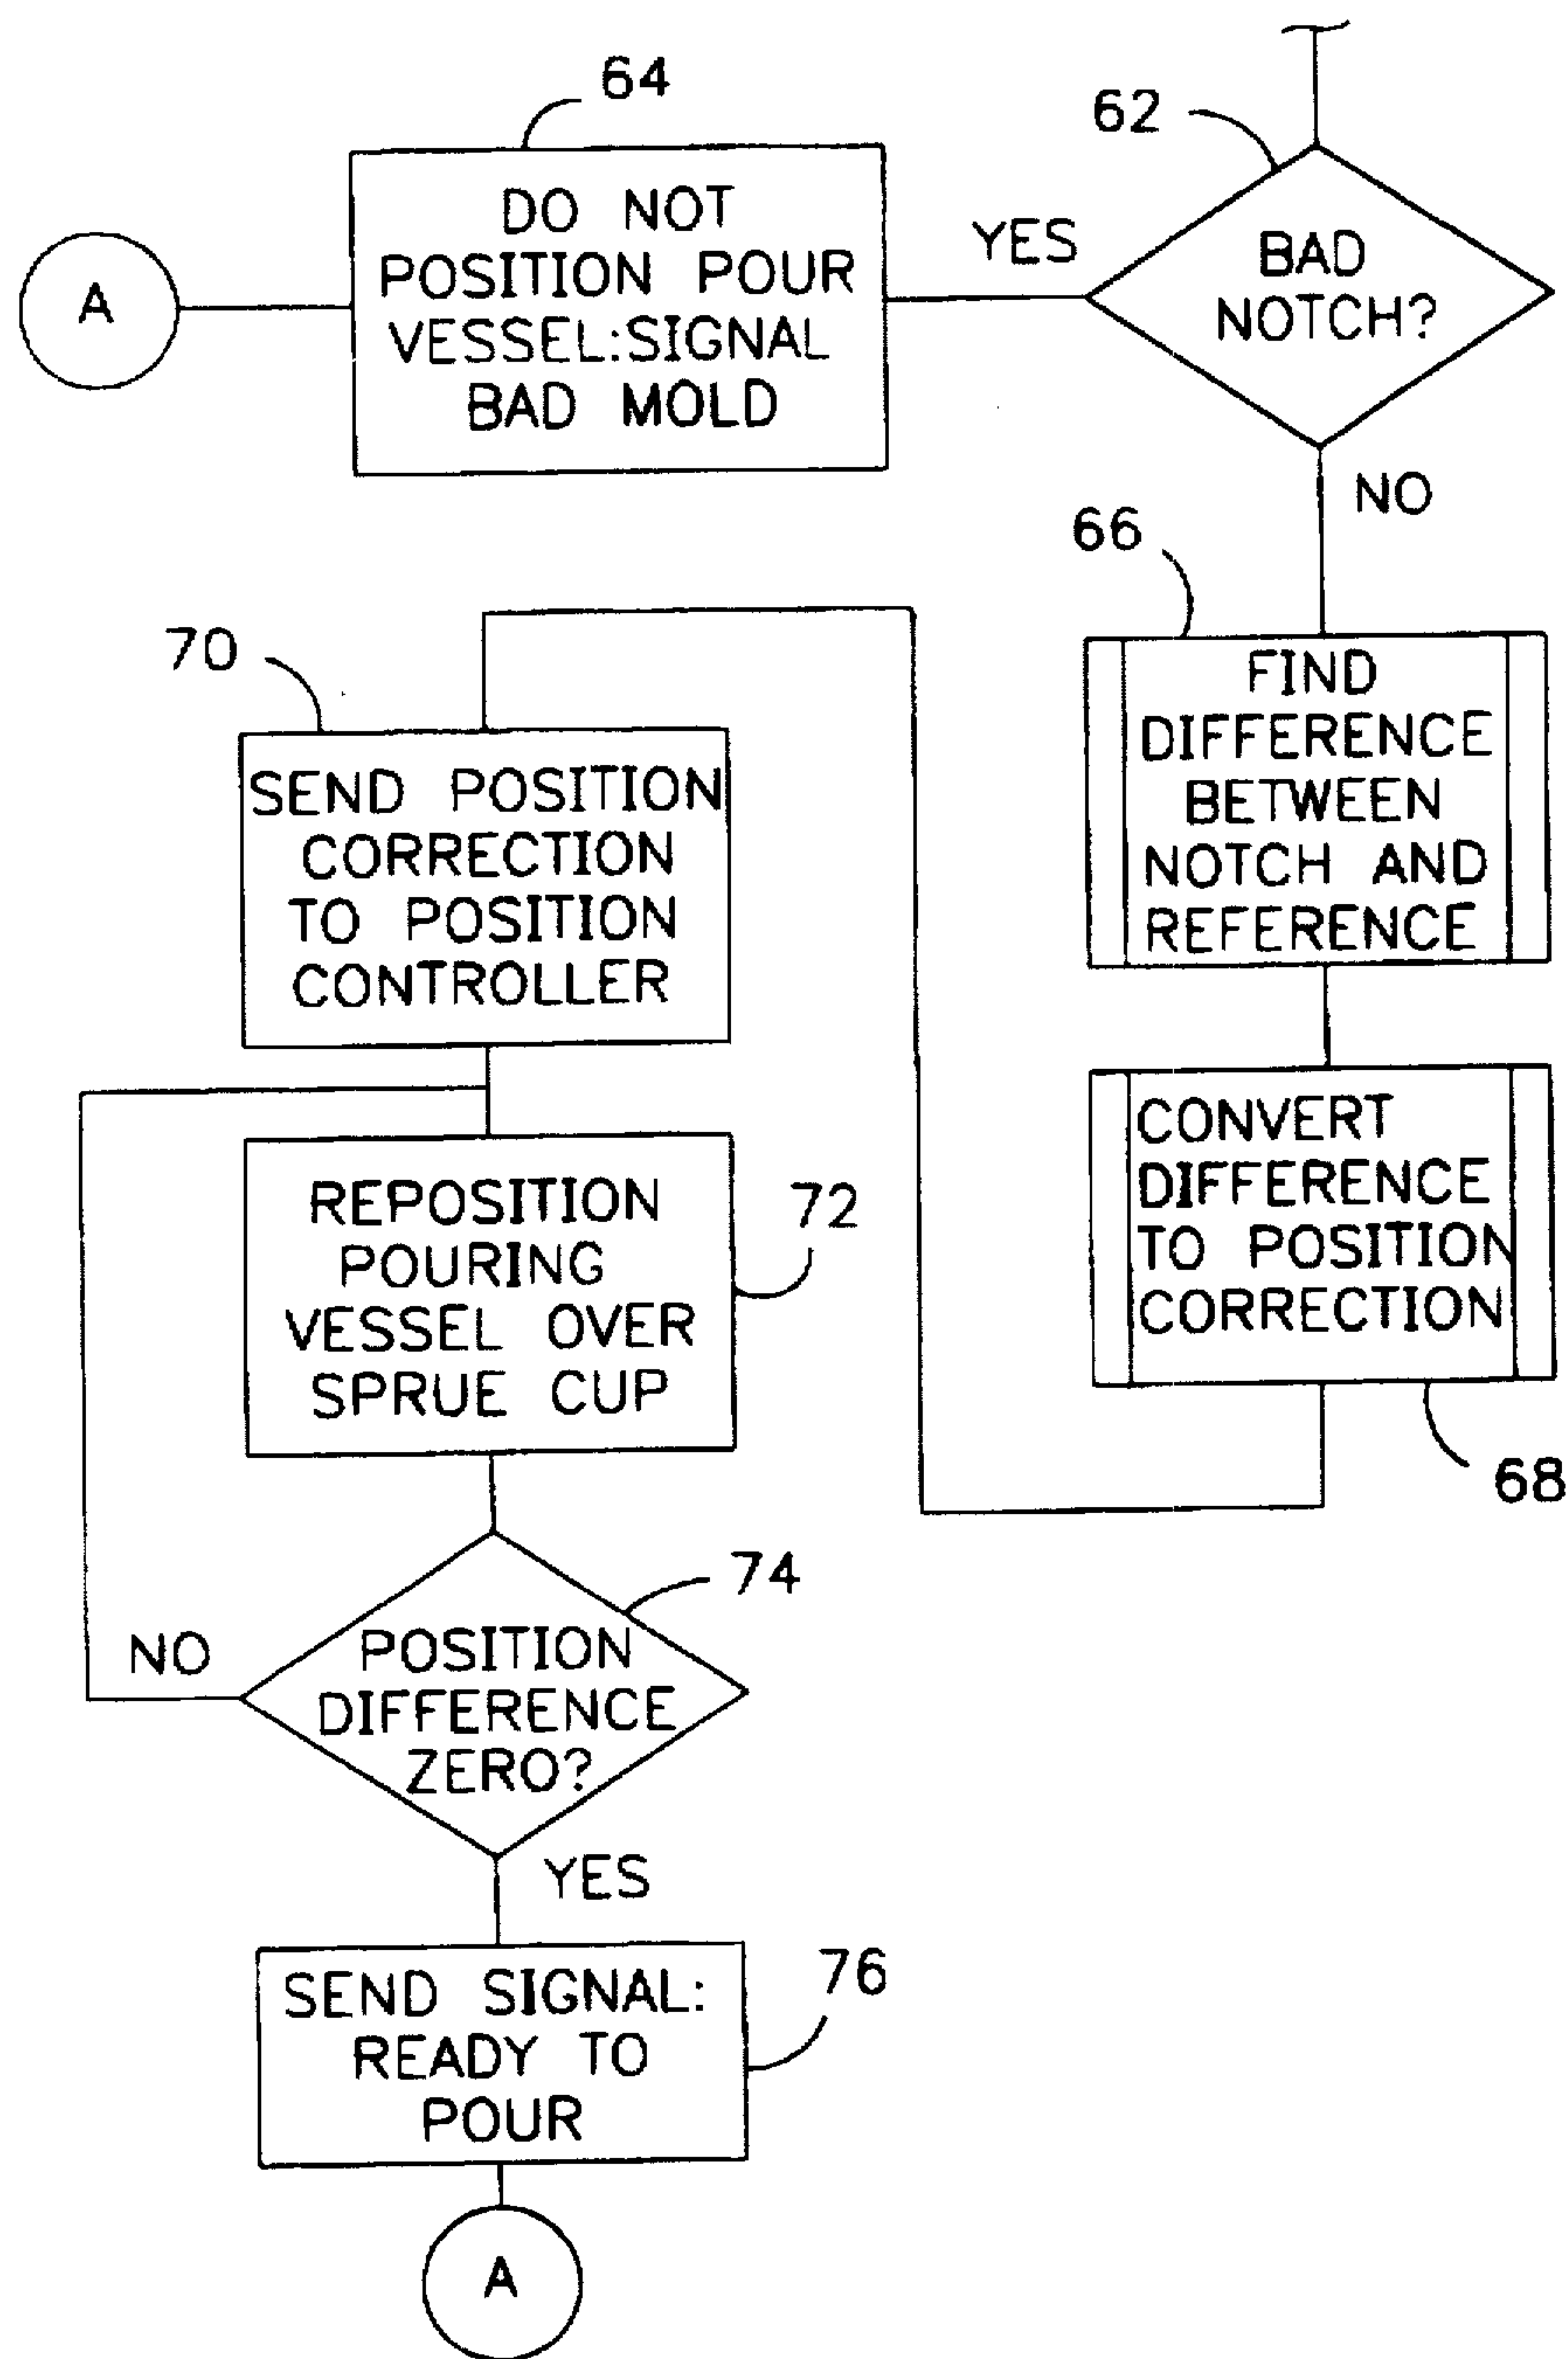 64
62
DO NOT
POSITION POUR
VESSEL:SIGNAL
BAD MOLD
A
YES
BAD
NOTCH?
NO
66
FIND
DIFFERENCE
BETWEEN
NOTCH AND
REFERENCE
CONVERT
DIFFERENCE
TO POSITION
CORRECTION
68
70
SEND POSITION
CORRECTION
TO POSITION
CONTROLLER
REPOSITION
POURING
VESSEL OVER
SPRUE CUP
72
74
POSITION
DIFFERENCE
ZERO?
NO
YES
SEND SIGNAL:
READY TO
POUR
76
A